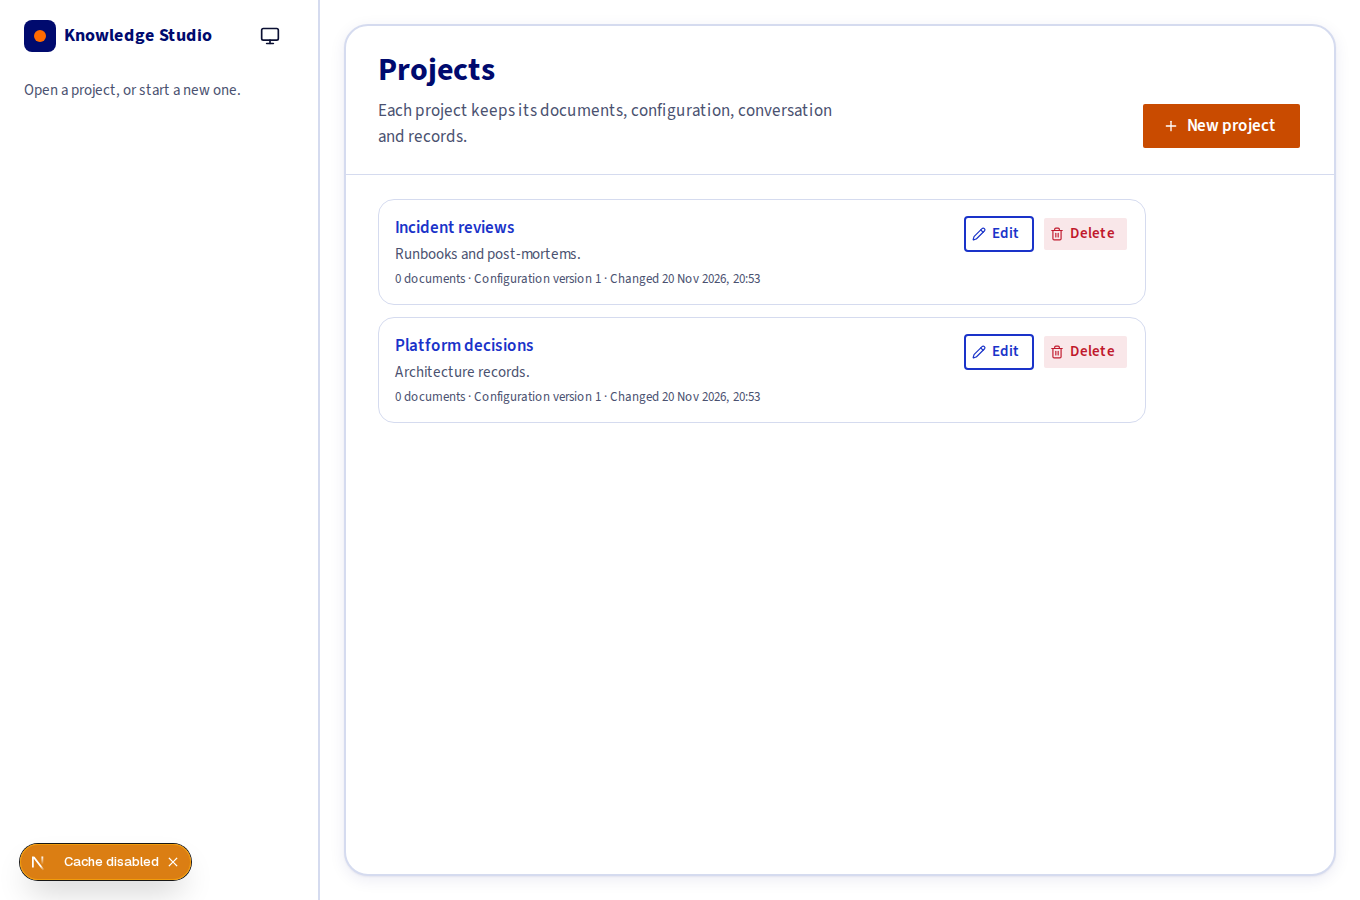 Knowledge Studio
Open a project, or start a new one.
Projects
Each project keeps its documents, configuration, conversation
and records.
New project
Incident reviews
Edit
Delete
Runbooks and post-mortems.
0 documents · Configuration version 1 · Changed 20 Nov 2026, 20:53
Platform decisions
Edit
Delete
Architecture records.
0 documents · Configuration version 1 · Changed 20 Nov 2026, 20:53
Cache disabled